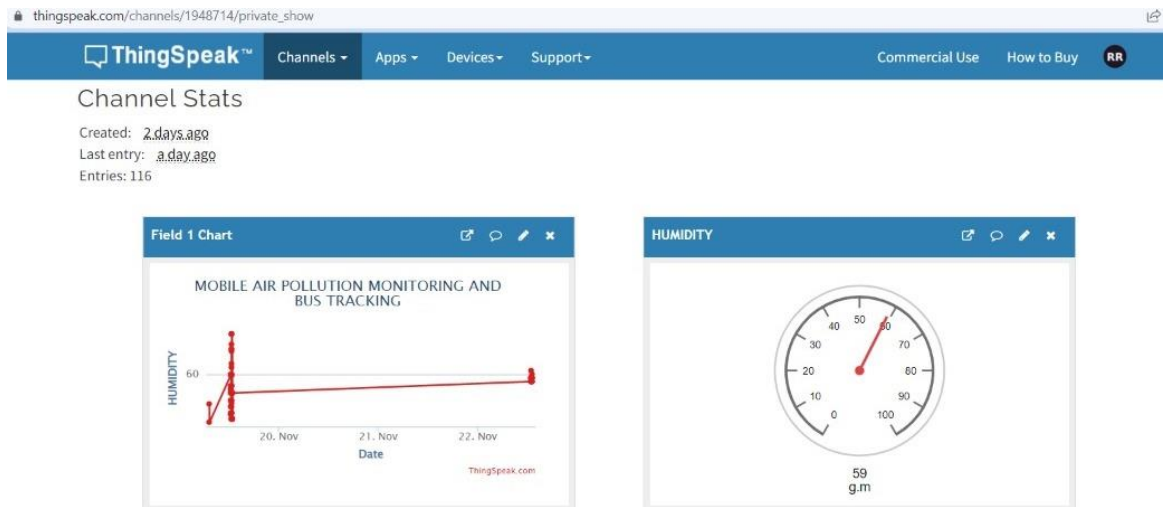 thingspeak.com/channels/1948714/private_show
ThingSpeak™ Channels Apps Devices Support Commercial Use How to Buy RR
Channel Stats
Created: 2 days ago
Last entry: a day ago
Entries: 116
Field 1 Chart
MOBILE AIR POLLUTION MONITORING AND
BUS TRACKING
HUMIDITY
60
20. Nov 21. Nov 22. Nov
Date
ThingSpeak.com
HUMIDITY
0
10
20
30
40
50
60
70
80
90
100
59
g.m